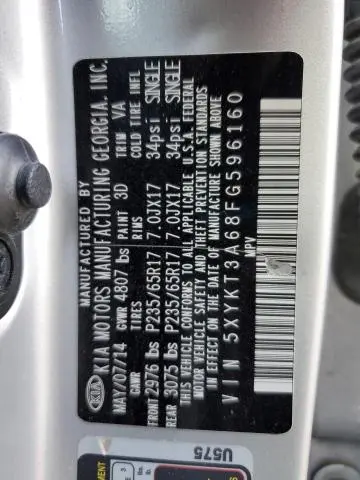 KIA
KIA MOTORS MANUFACTURING GEORGIA, INC.
MAY/07/14 PAINT 3D TRIM VA
GVWR 4807 lbs
GAWR TIRES RIMS COLD TIRE INFL
FRONT 2976 lbs P235/65R17 7.0JX17 34psi SINGLE
REAR 3075 lbs P235/65R17 7.0JX17 34psi SINGLE
THIS VEHICLE CONFORMS TO ALL APPLICABLE U.S.A. FEDERAL
MOTOR VEHICLE SAFETY AND THEFT PREVENTION STANDARDS
IN EFFECT ON THE DATE OF MANUFACTURE SHOWN ABOVE.
VIN 5XYKT3A68FG596160
MPV
U575